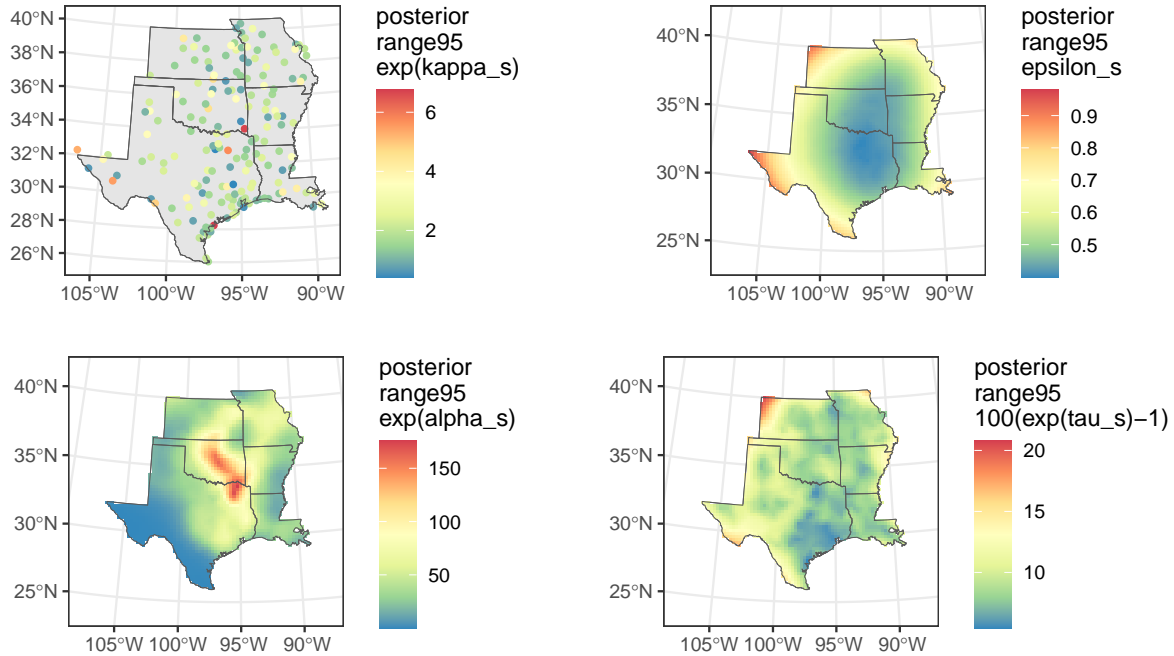 posterior
range95
exp(kappa_s)
40°N
38°N
36°N
34°N
32°N
30°N
28°N
26°N
6
4
2
105°W 100°W 95°W 90°W
posterior
range95
epsilon_s
40°N
35°N
30°N
25°N
0.9
0.8
0.7
0.6
0.5
105°W 100°W 95°W 90°W
posterior
range95
exp(alpha_s)
40°N
35°N
30°N
25°N
150
100
50
105°W 100°W 95°W 90°W
posterior
range95
100(exp(tau_s)−1)
40°N
35°N
30°N
25°N
20
15
10
105°W 100°W 95°W 90°W